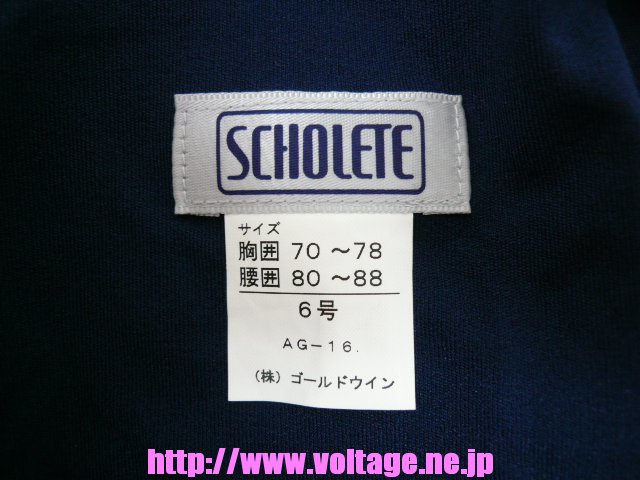 SCHOLETE
サイズ
胸囲 70 ～78
腰囲 80 ～88
6号
AG－16.
（株）ゴールドウイン
http://www.voltage.ne.jp